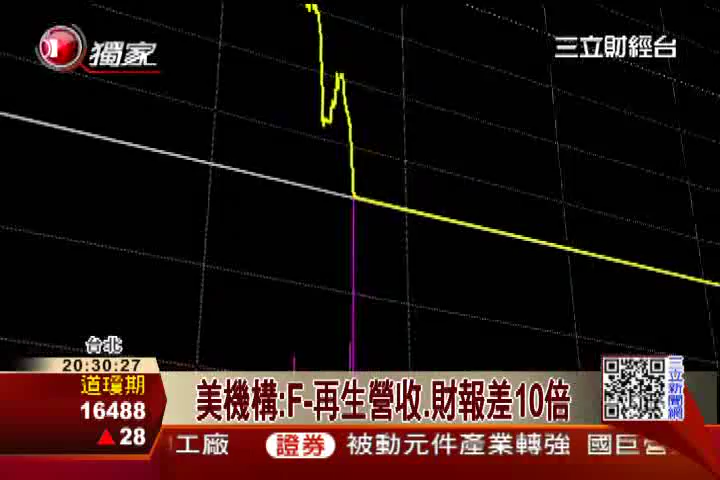 獨家
三立財經台
台北
20:30:27
道瓊期
16488
▲28
美機構:F-再生營收.財報差10倍
三立新聞網
工廠 證券 被動元件產業轉強 國巨